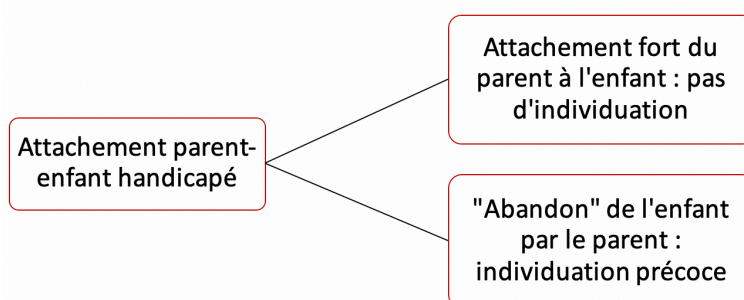 Attachement fort du
parent à l'enfant : pas
d'individuation
Attachement parent-
enfant handicapé
"Abandon" de l'enfant
par le parent :
individuation précoce